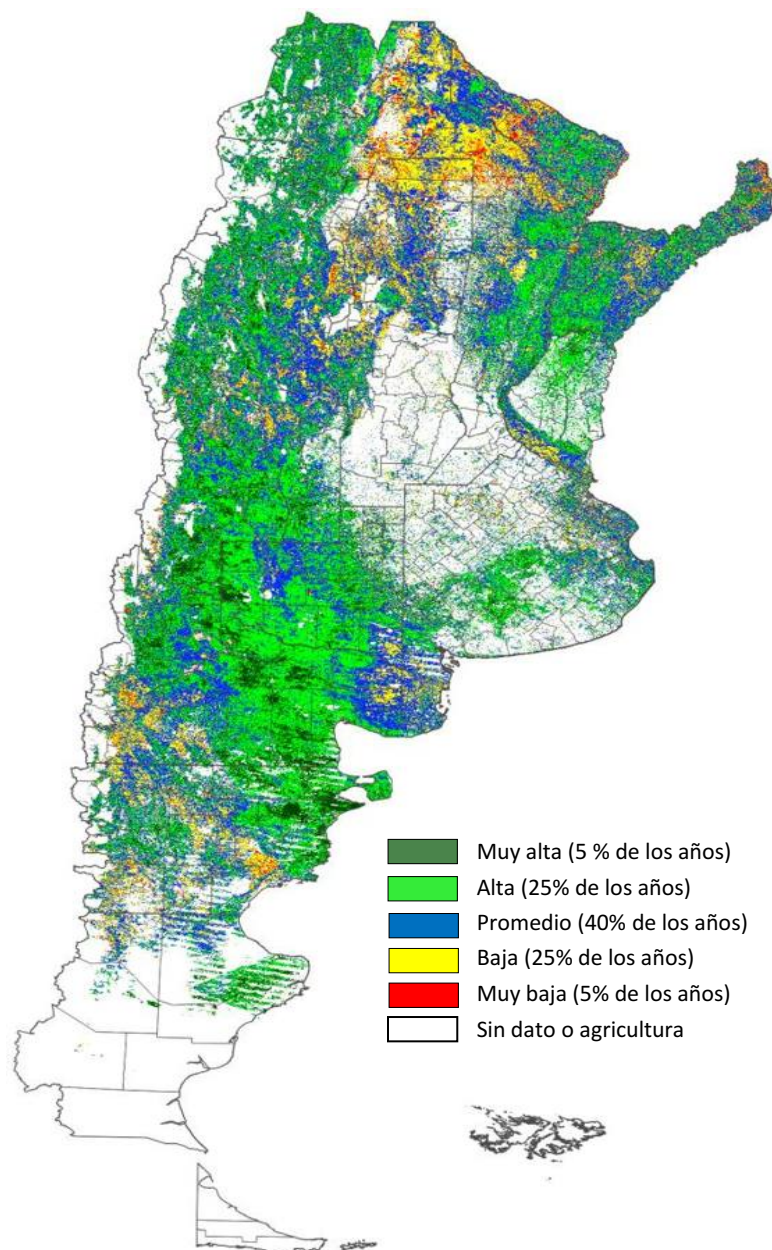 Muy alta (5 % de los años)
Alta (25% de los años)
Promedio (40% de los años)
Baja (25% de los años)
Muy baja (5% de los años)
Sin dato o agricultura